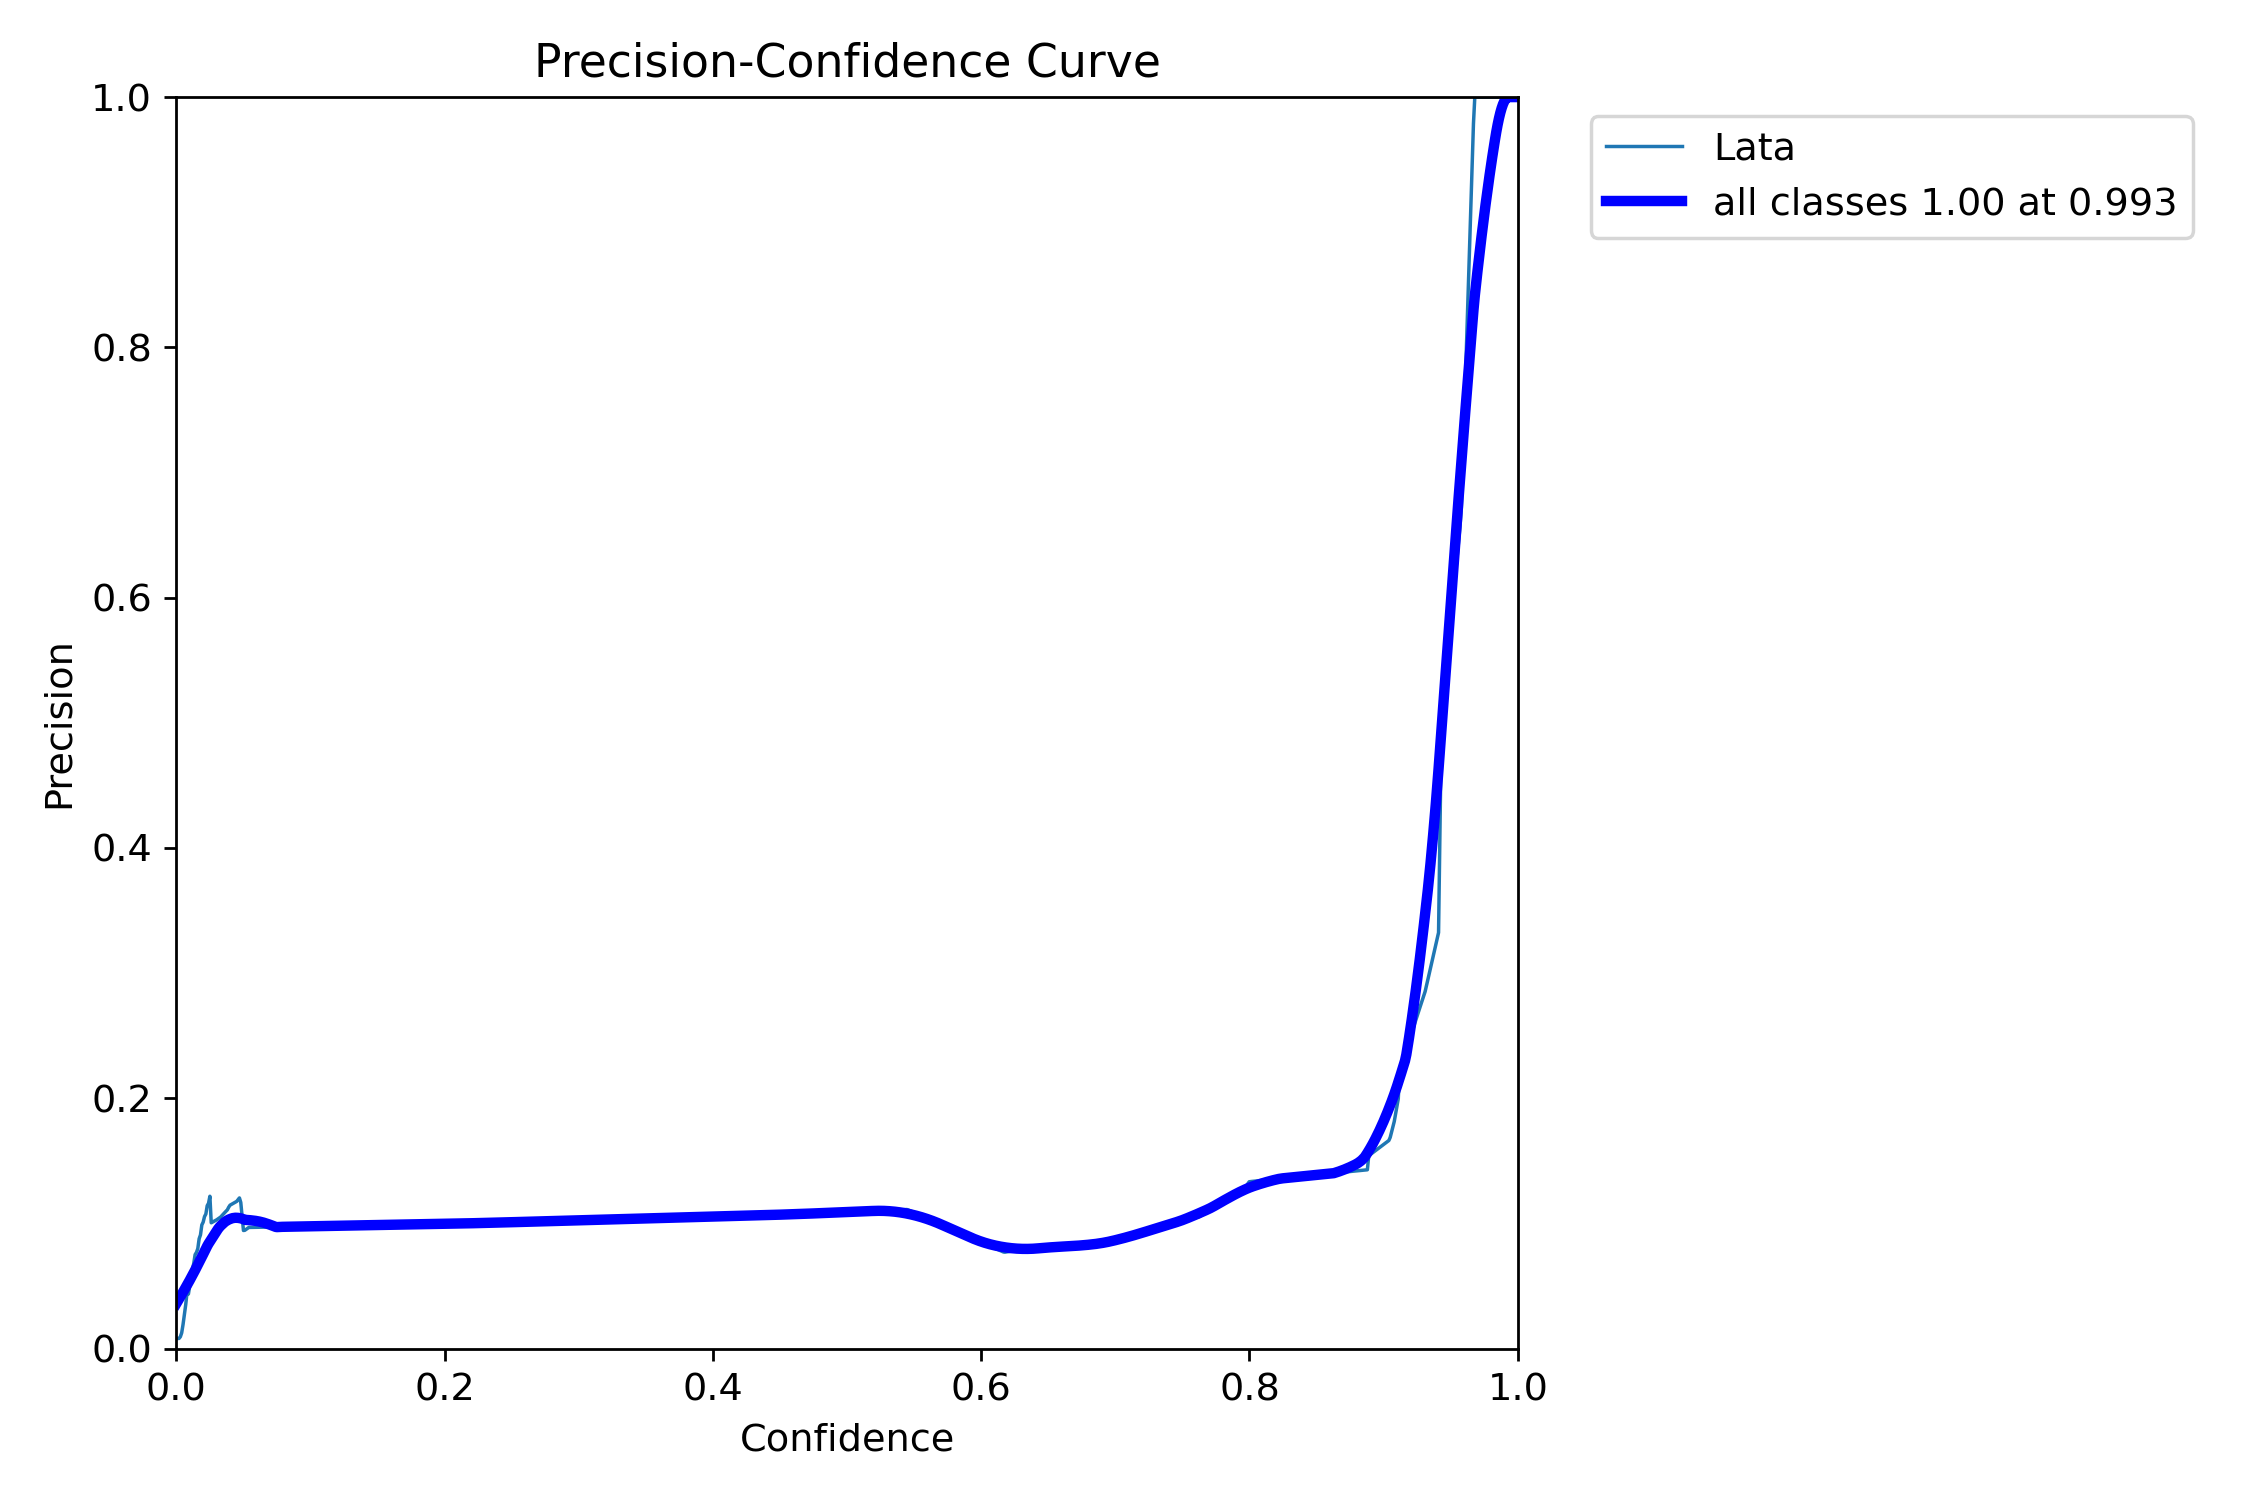 Precision-Confidence Curve
1.0
0.8
0.6
0.4
0.2
0.0
Precision
0.0 0.2 0.4 0.6 0.8 1.0
Confidence
Lata
all classes 1.00 at 0.993